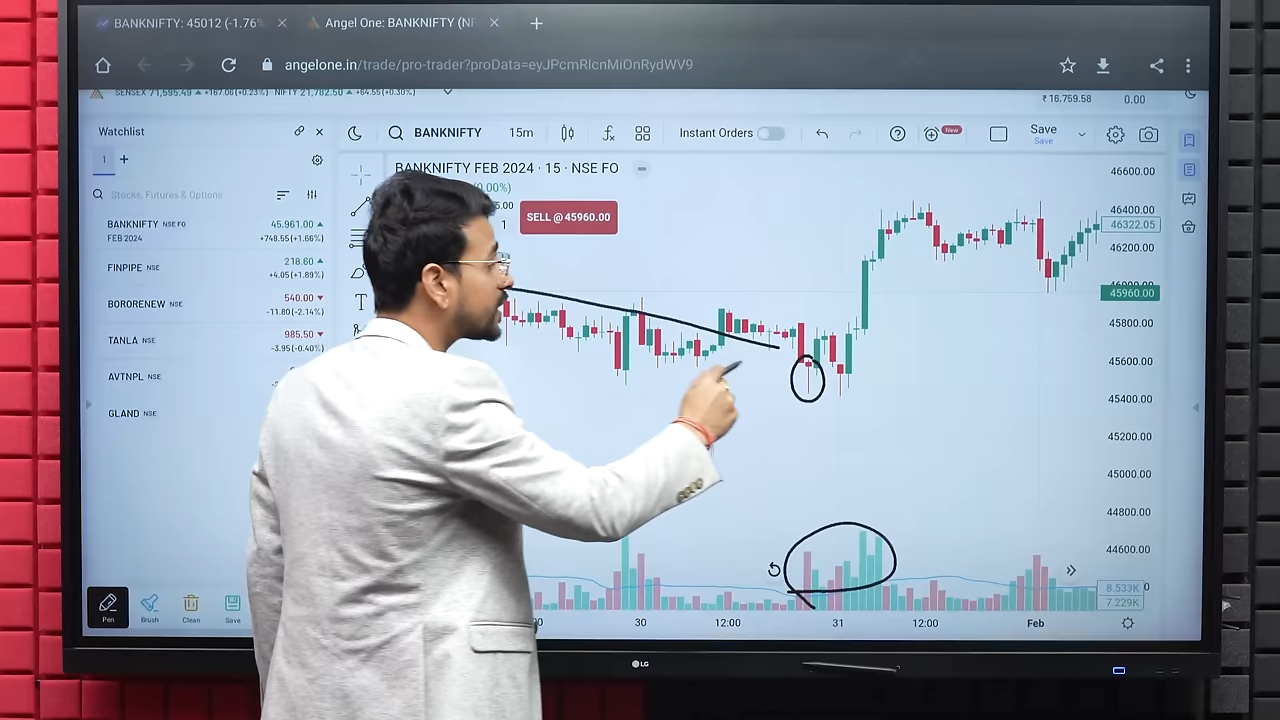 BANKNIFTY: 45012 (-1.76%
Angel One: BANKNIFTY (NF
angelone.in/trade/pro-trader?proData=eyJPcmRlcnMiOnRydWV9
SENSEX 71,595.49 +167.06 (+0.23%) NIFTY 21,782.50 +64.55 (+0.30%)
₹ 16,759.58 0.00
Watchlist
BANKNIFTY 15m Instant Orders New Save
Save
1
BANKNIFTY FEB 2024 · 15 · NSE FO
(0.00%)
Stocks, Futures & Options
SELL @ 45960.00
1
BANKNIFTY NSE FO 45,961.00
FEB 2024 +748.55 (+1.66%)
FINPIPE NSE 218.60
+4.05 (+1.89%)
BORORENEW NSE 540.00
-11.80 (-2.14%)
TANLA NSE 985.50
-3.95 (-0.40%)
AVTNPL NSE
GLAND NSE
T
46600.00
46400.00
46322.05
46200.00
46000.00
45960.00
45800.00
45600.00
45400.00
45200.00
45000.00
44800.00
44600.00
8.533K
7.229K
30 12:00 31 12:00 Feb
Pen Brush Clean Save
LG